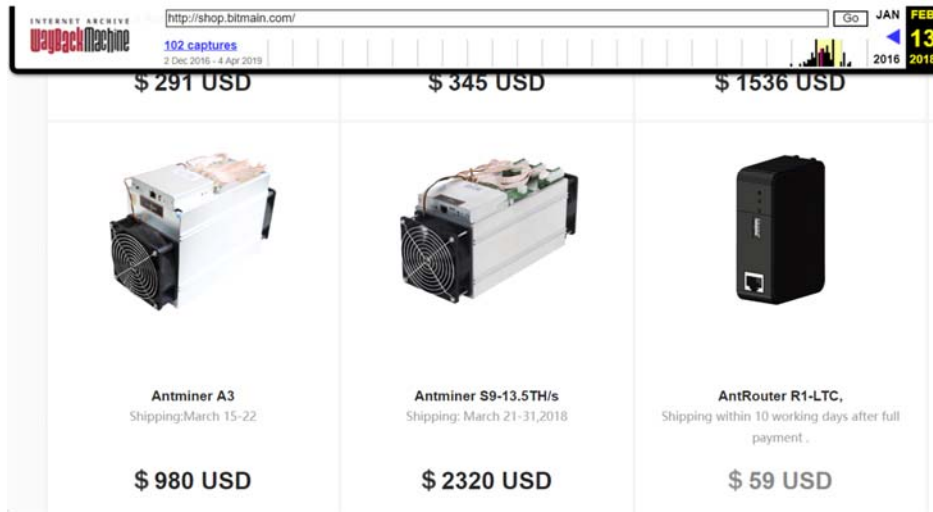 INTERNET ARCHIVE
WayBackMachine
http://shop.bitmain.com/
Go
JAN
FEB
102 captures
13
2 Dec 2016 - 4 Apr 2019
2016
2018
$ 291 USD
$ 345 USD
$ 1536 USD
Antminer A3
Shipping:March 15-22
$ 980 USD
Antminer S9-13.5TH/s
Shipping: March 21-31,2018
$ 2320 USD
AntRouter R1-LTC,
Shipping within 10 working days after full
payment .
$ 59 USD